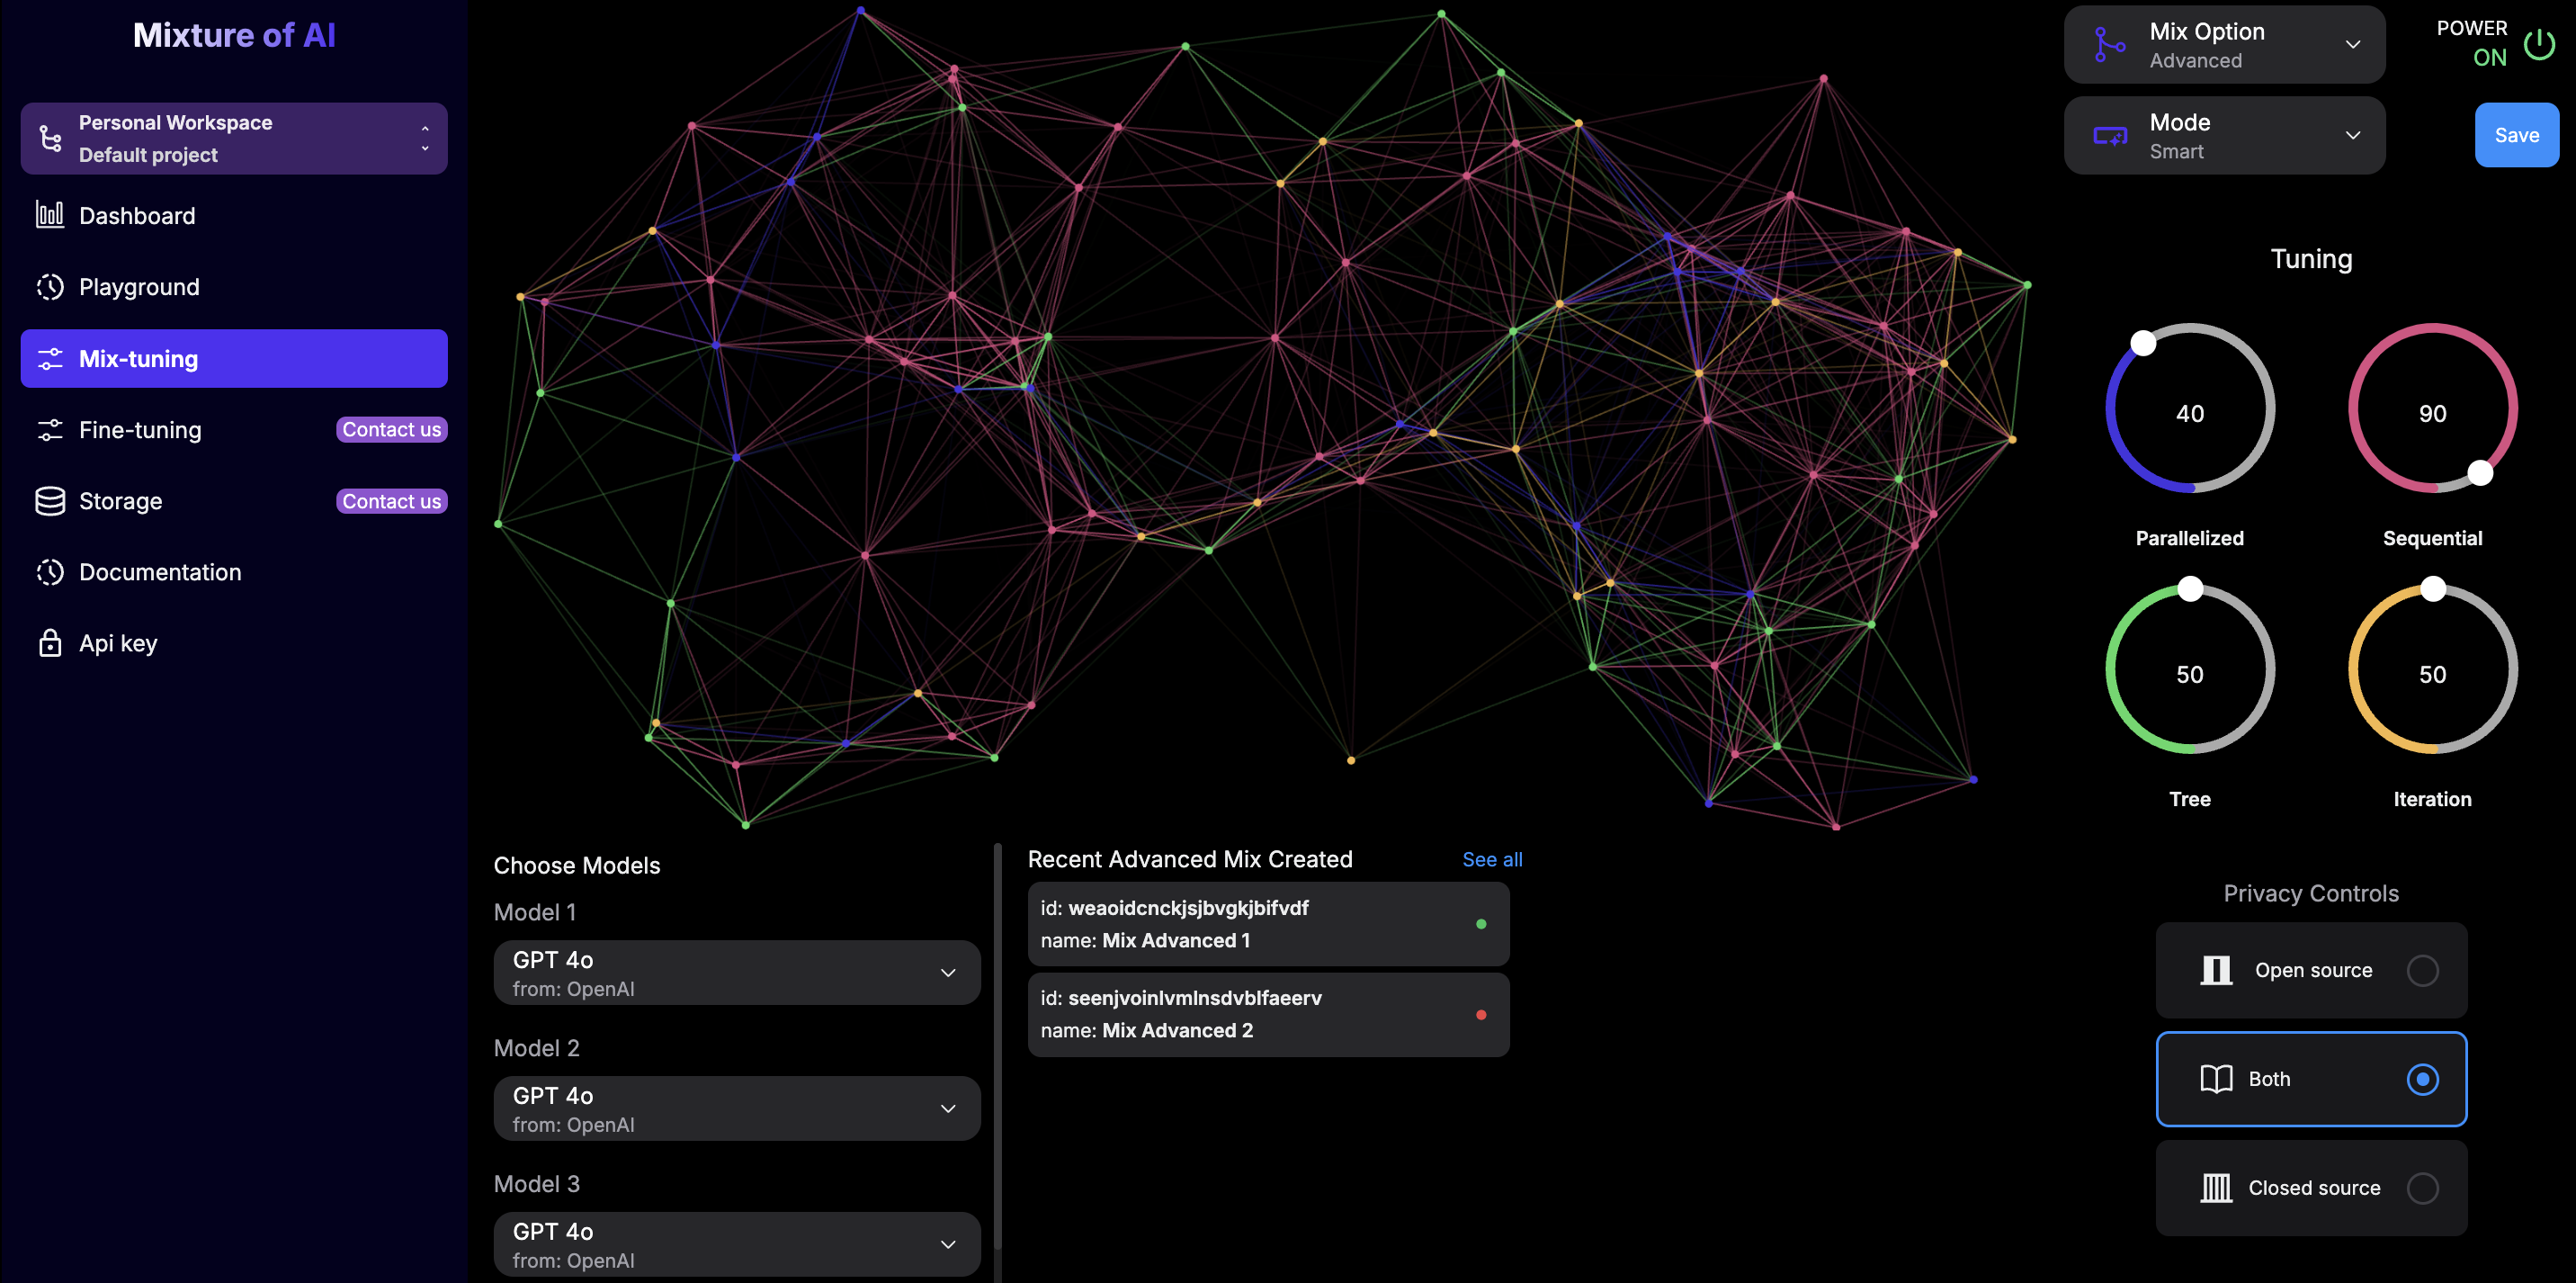 Mixture of AI
Personal Workspace
Default project
Dashboard
Playground
Mix-tuning
Fine-tuning
Contact us
Storage
Contact us
Documentation
Api key
Mix Option
Advanced
POWER
ON
Mode
Smart
Save
Tuning
40
90
Parallelized
Sequential
50
50
Tree
Iteration
Choose Models
Model 1
GPT 4o
from: OpenAI
Model 2
GPT 4o
from: OpenAI
Model 3
GPT 4o
from: OpenAI
Recent Advanced Mix Created
See all
id: weaoidcnckjsjbvgkjbifvdf
name: Mix Advanced 1
id: seenjvoinlvmlnsdvblfaeerv
name: Mix Advanced 2
Privacy Controls
Open source
Both
Closed source